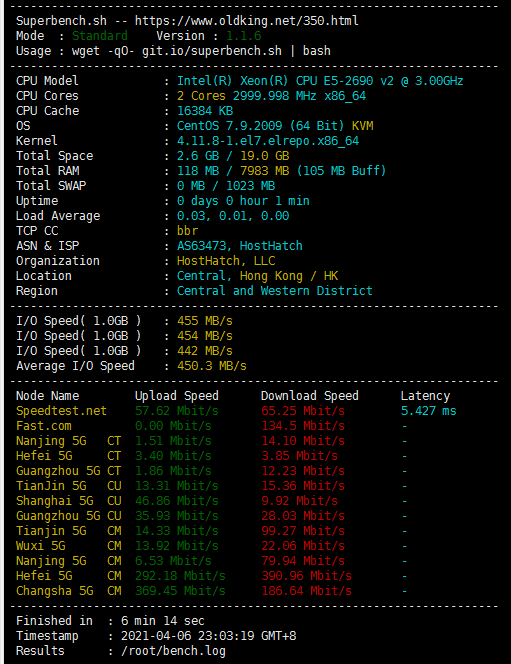 Superbench.sh -- https://www.oldking.net/350.html
Mode  : Standard    Version : 1.1.6
Usage : wget -qO- git.io/superbench.sh | bash
----------------------------------------------------------------------
CPU Model            : Intel(R) Xeon(R) CPU E5-2690 v2 @ 3.00GHz
CPU Cores            : 2 Cores 2999.998 MHz x86_64
CPU Cache            : 16384 KB
OS                   : CentOS 7.9.2009 (64 Bit) KVM
Kernel               : 4.11.8-1.el7.elrepo.x86_64
Total Space          : 2.6 GB / 19.0 GB
Total RAM            : 118 MB / 7983 MB (105 MB Buff)
Total SWAP           : 0 MB / 1023 MB
Uptime               : 0 days 0 hour 1 min
Load Average         : 0.03, 0.01, 0.00
TCP CC               : bbr
ASN & ISP            : AS63473, HostHatch
Organization         : HostHatch, LLC
Location             : Central, Hong Kong / HK
Region               : Central and Western District
----------------------------------------------------------------------
I/O Speed( 1.0GB )   : 455 MB/s
I/O Speed( 1.0GB )   : 454 MB/s
I/O Speed( 1.0GB )   : 442 MB/s
Average I/O Speed    : 450.3 MB/s
----------------------------------------------------------------------
Node Name        Upload Speed      Download Speed      Latency
Speedtest.net    57.62 Mbit/s      65.25 Mbit/s        5.427 ms
Fast.com         0.00 Mbit/s       134.5 Mbit/s        -
Nanjing 5G   CT  1.51 Mbit/s       14.10 Mbit/s        -
Hefei 5G     CT  3.40 Mbit/s       3.85 Mbit/s         -
Guangzhou 5G CT  1.86 Mbit/s       12.23 Mbit/s        -
TianJin 5G   CU  13.31 Mbit/s      15.36 Mbit/s        -
Shanghai 5G  CU  46.86 Mbit/s      9.92 Mbit/s         -
Guangzhou 5G CU  35.93 Mbit/s      28.03 Mbit/s        -
Tianjin 5G   CM  14.33 Mbit/s      99.27 Mbit/s        -
Wuxi 5G      CM  13.92 Mbit/s      22.06 Mbit/s        -
Nanjing 5G   CM  6.53 Mbit/s       79.94 Mbit/s        -
Hefei 5G     CM  292.18 Mbit/s     390.96 Mbit/s       -
Changsha 5G  CM  369.45 Mbit/s     186.64 Mbit/s       -
----------------------------------------------------------------------
Finished in  : 6 min 14 sec
Timestamp    : 2021-04-06 23:03:19 GMT+8
Results      : /root/bench.log